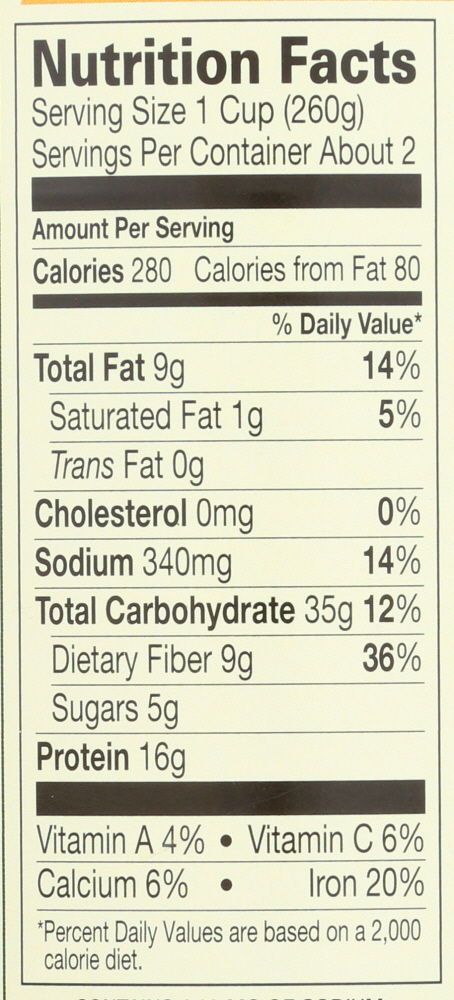 Nutrition Facts
Serving Size 1 Cup (260g)
Servings Per Container About 2
Amount Per Serving
Calories 280 Calories from Fat 80
% Daily Value*
Total Fat 9g 14%
Saturated Fat 1g 5%
Trans Fat 0g
Cholesterol 0mg 0%
Sodium 340mg 14%
Total Carbohydrate 35g 12%
Dietary Fiber 9g 36%
Sugars 5g
Protein 16g
Vitamin A 4% • Vitamin C 6%
Calcium 6% • Iron 20%
*Percent Daily Values are based on a 2,000
calorie diet.